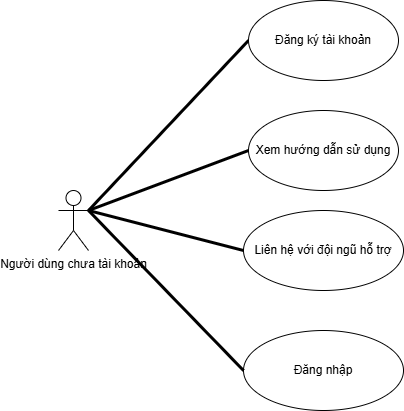 Đăng ký tài khoản
Xem hướng dẫn sử dụng
Người dùng chưa tài khoản
Liên hệ với đội ngũ hỗ trợ
Đăng nhập